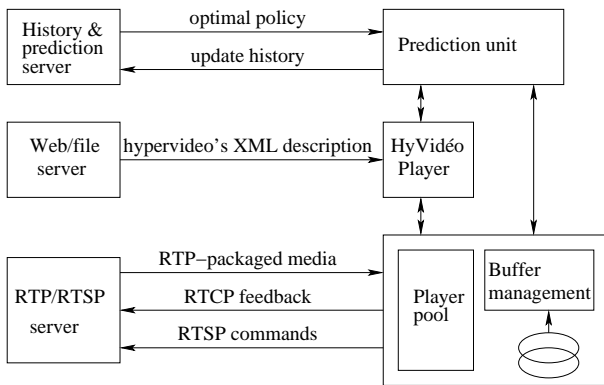 History &
prediction
server
optimal policy
update history
Prediction unit
Web/file
server
hypervideo's XML description
HyVidéo
Player
RTP/RTSP
server
RTP−packaged media
RTCP feedback
RTSP commands
Player
pool
Buffer
management